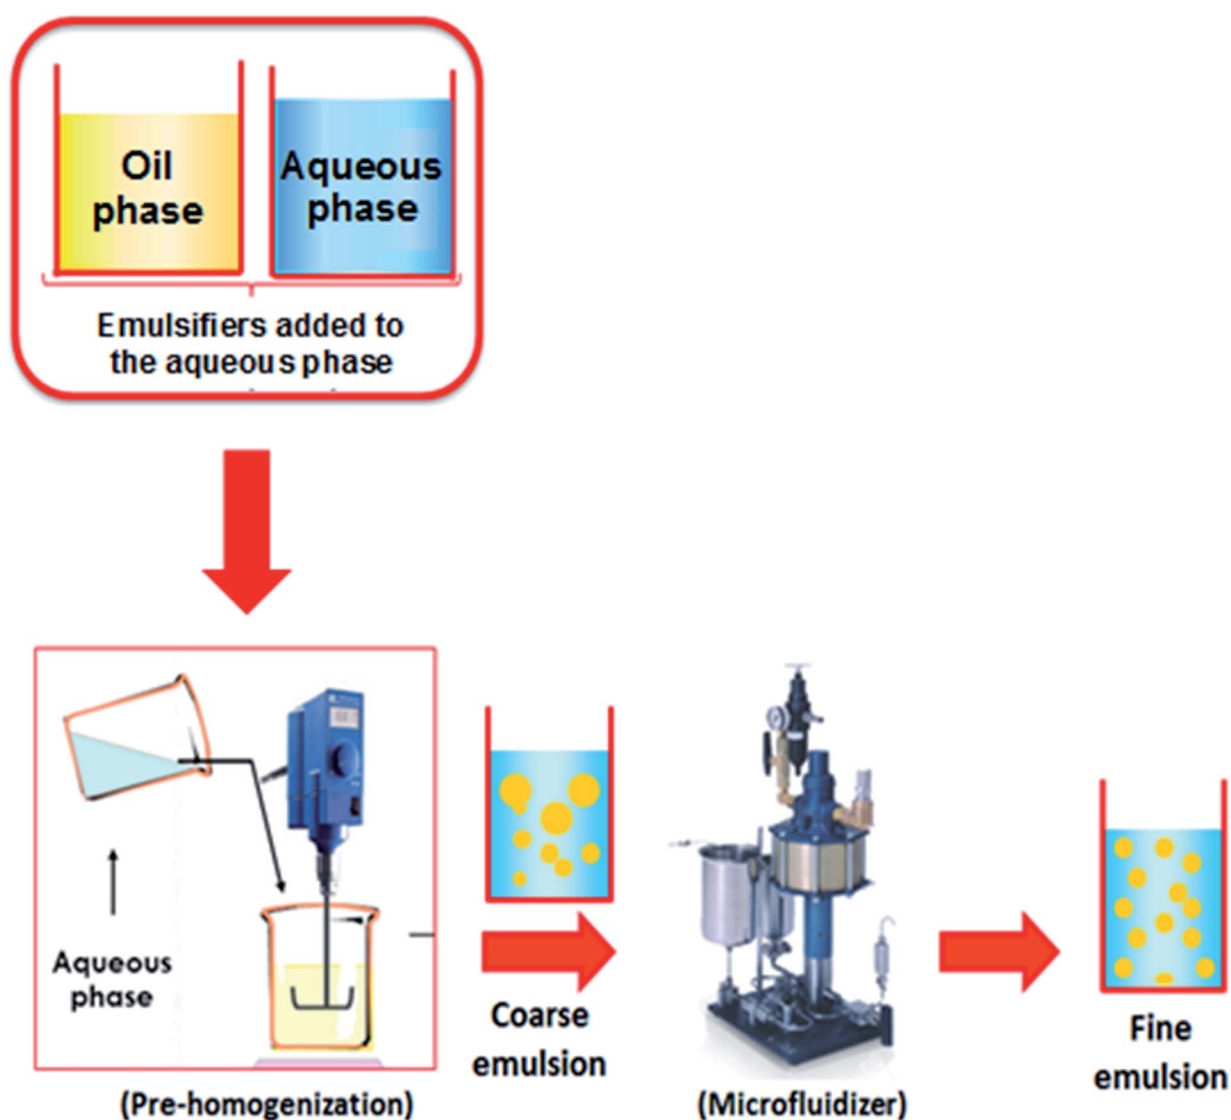 Oil
phase
Aqueous
phase
Emulsifiers added to
the aqueous phase
Aqueous
phase
(Pre-homogenization)
Coarse
emulsion
(Microfluidizer)
Fine
emulsion